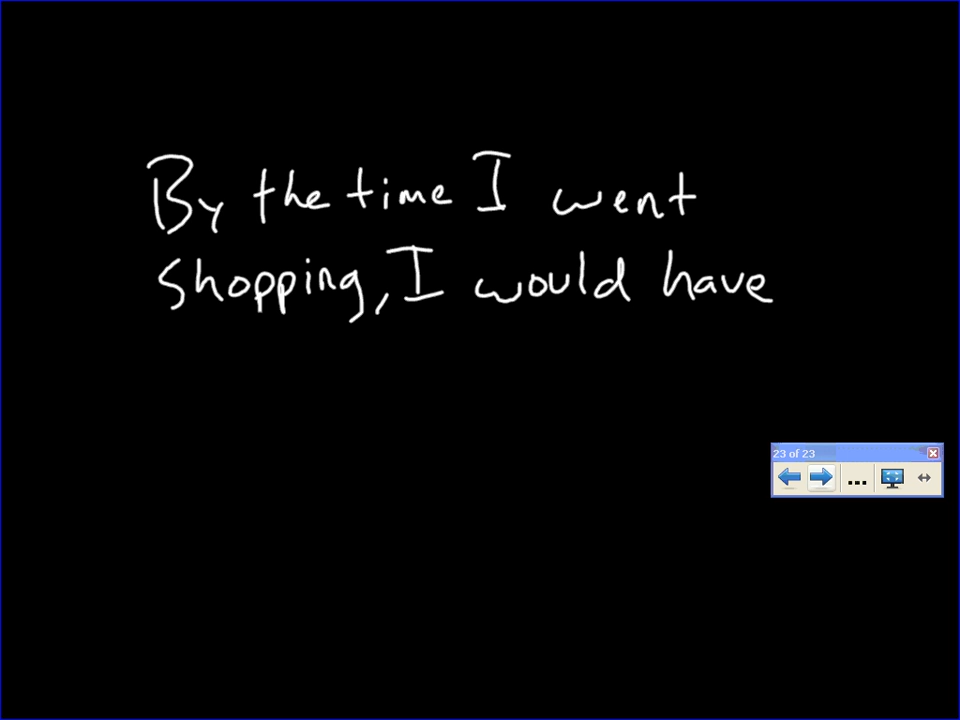 By the time I went
shopping, I would have
23 of 23
...